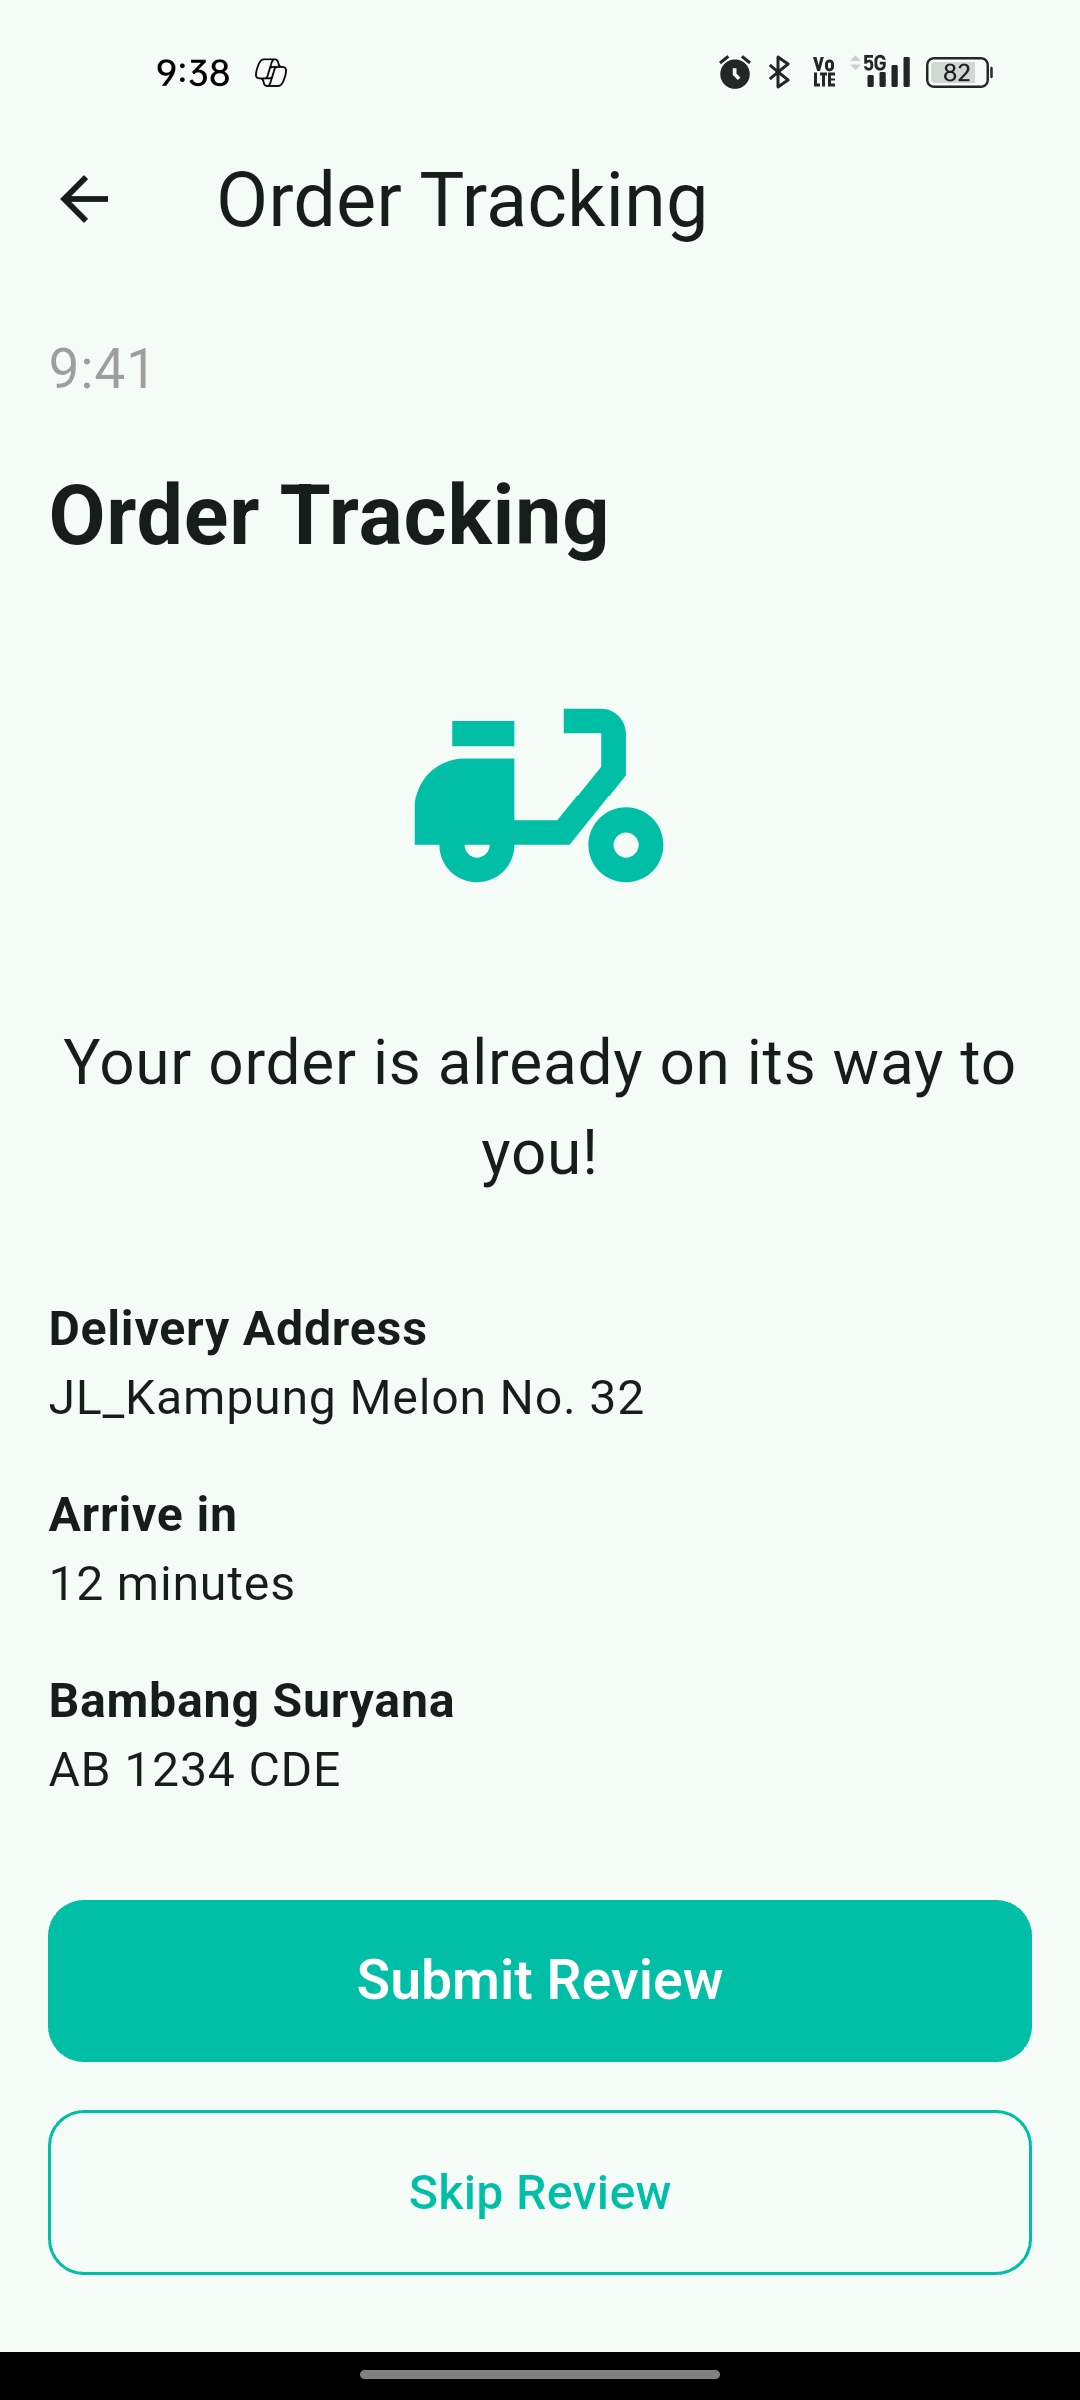 9:38
Vo
LTE
5G
82
Order Tracking
9:41
Order Tracking
Your order is already on its way to
you!
Delivery Address
JL_Kampung Melon No. 32
Arrive in
12 minutes
Bambang Suryana
AB 1234 CDE
Submit Review
Skip Review